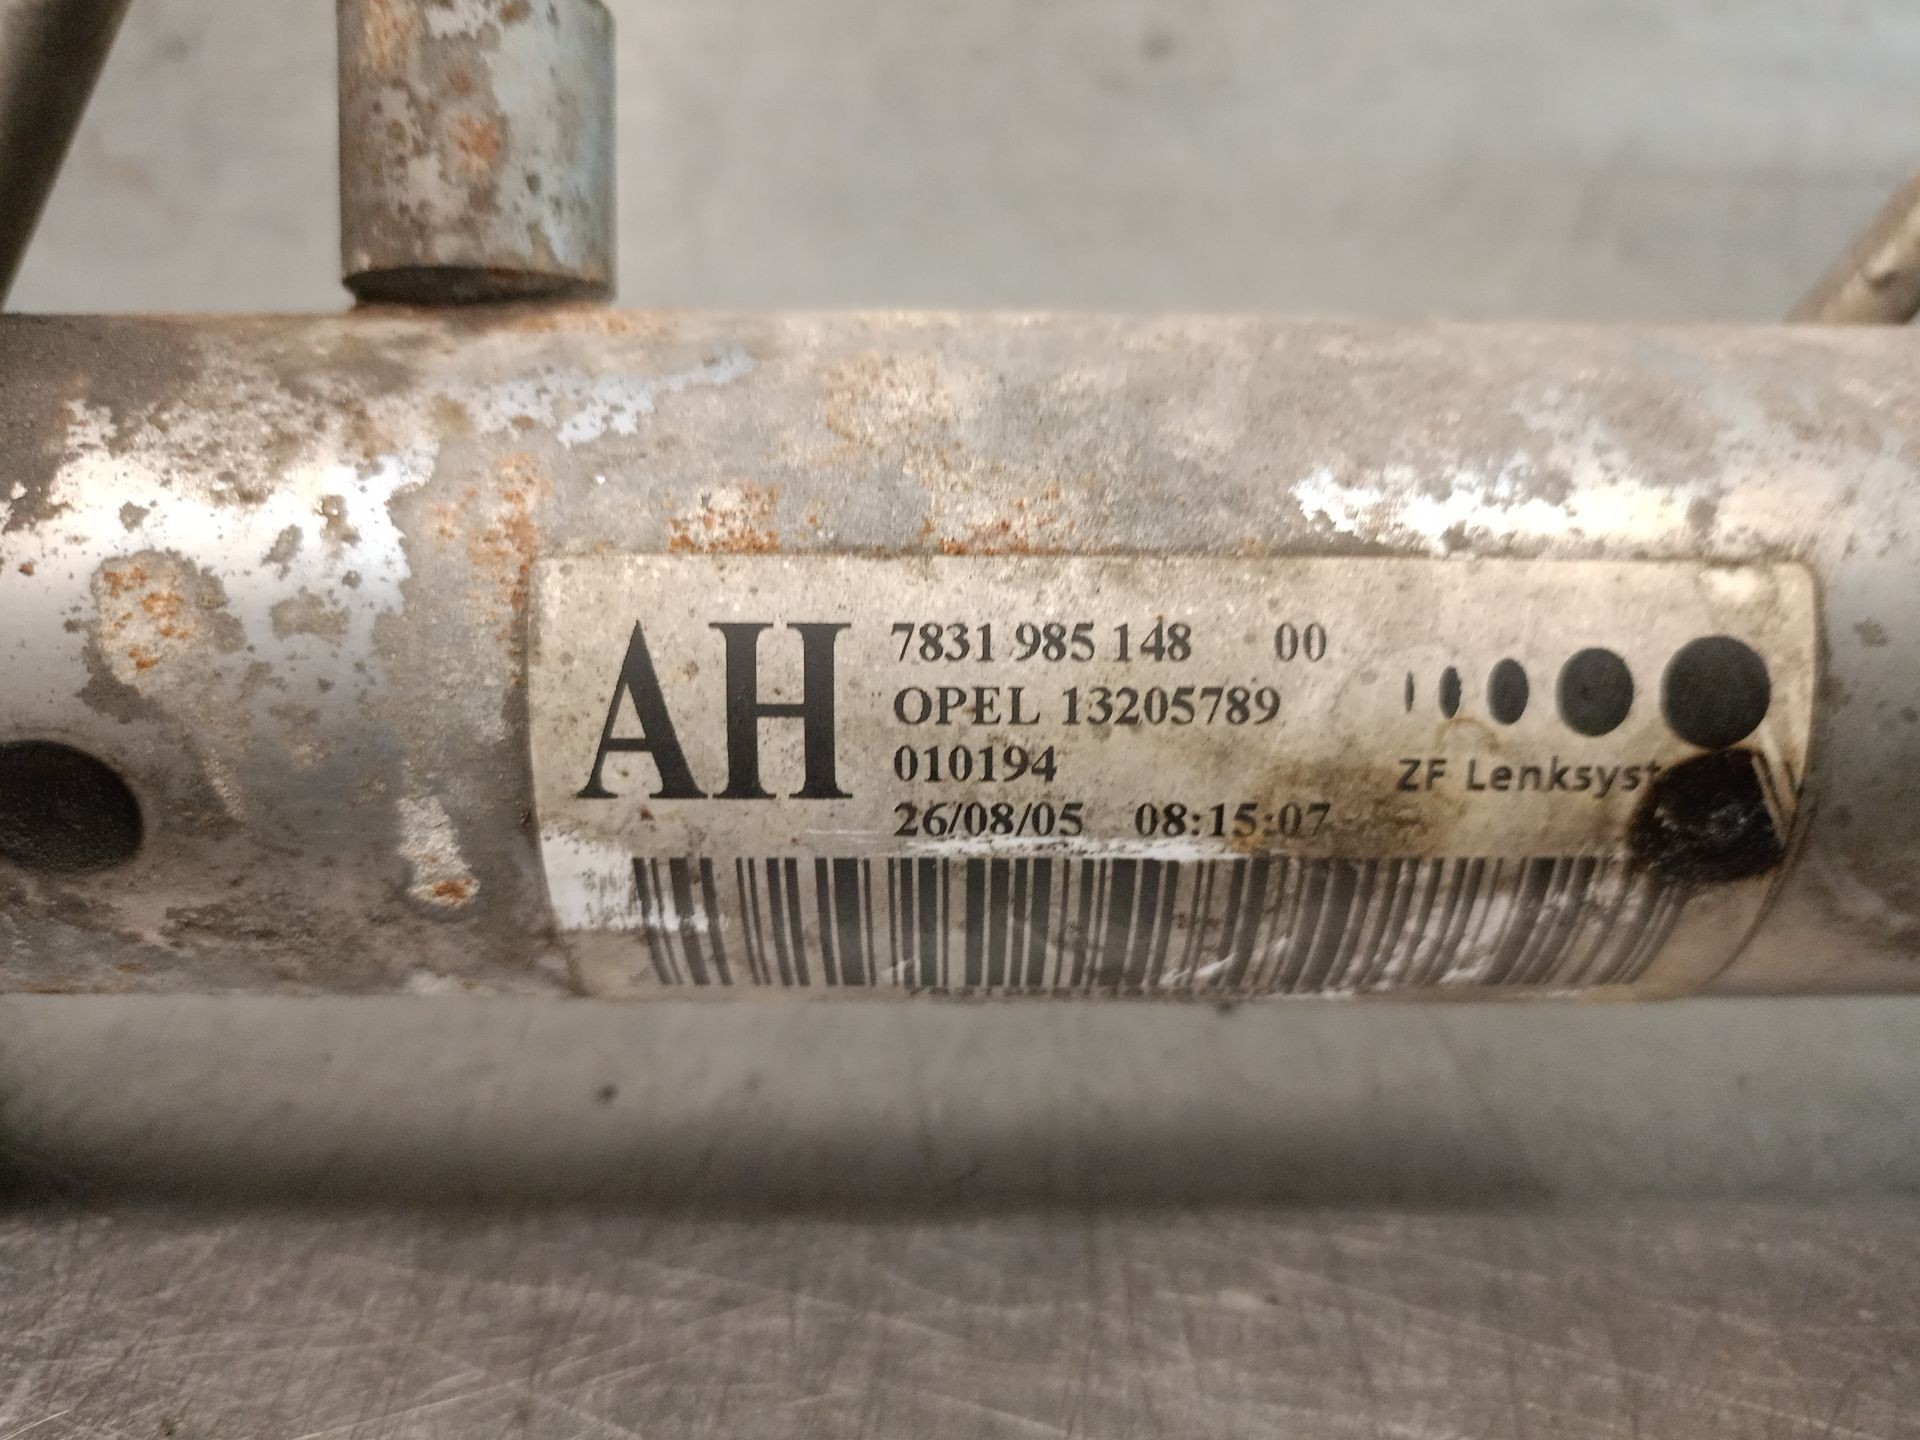 AH
7831 985 148 00
OPEL 13205789
010194
26/08/05 08:15:07
ZF Lenksyst